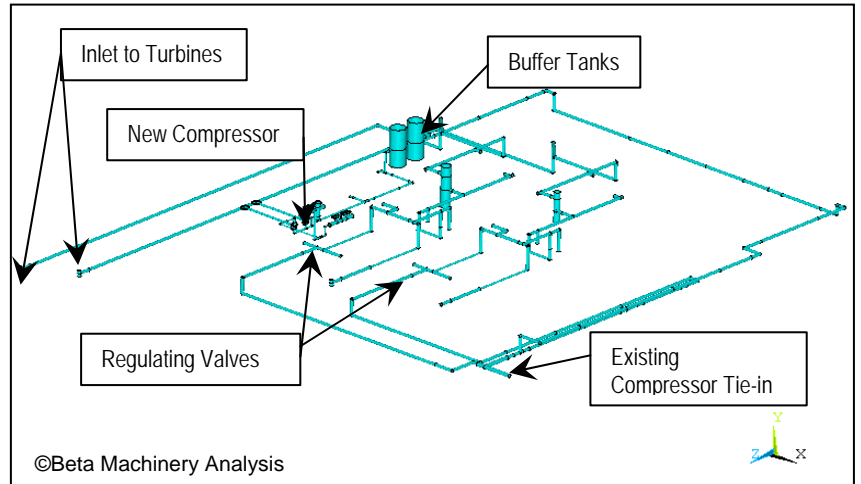 Inlet to Turbines
Buffer Tanks
New Compressor
Regulating Valves
Existing
Compressor Tie-in
Y
Z
X
©Beta Machinery Analysis